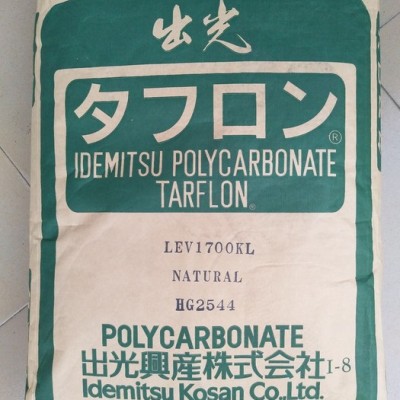 出光
タフロン®
IDEMITSU POLYCARBONATE
TARFLON®
LEV1700KL
NATURAL
HG2544
POLYCARBONATE
出光興産株式会社 I-8
Idemitsu Kosan Co.,Ltd.